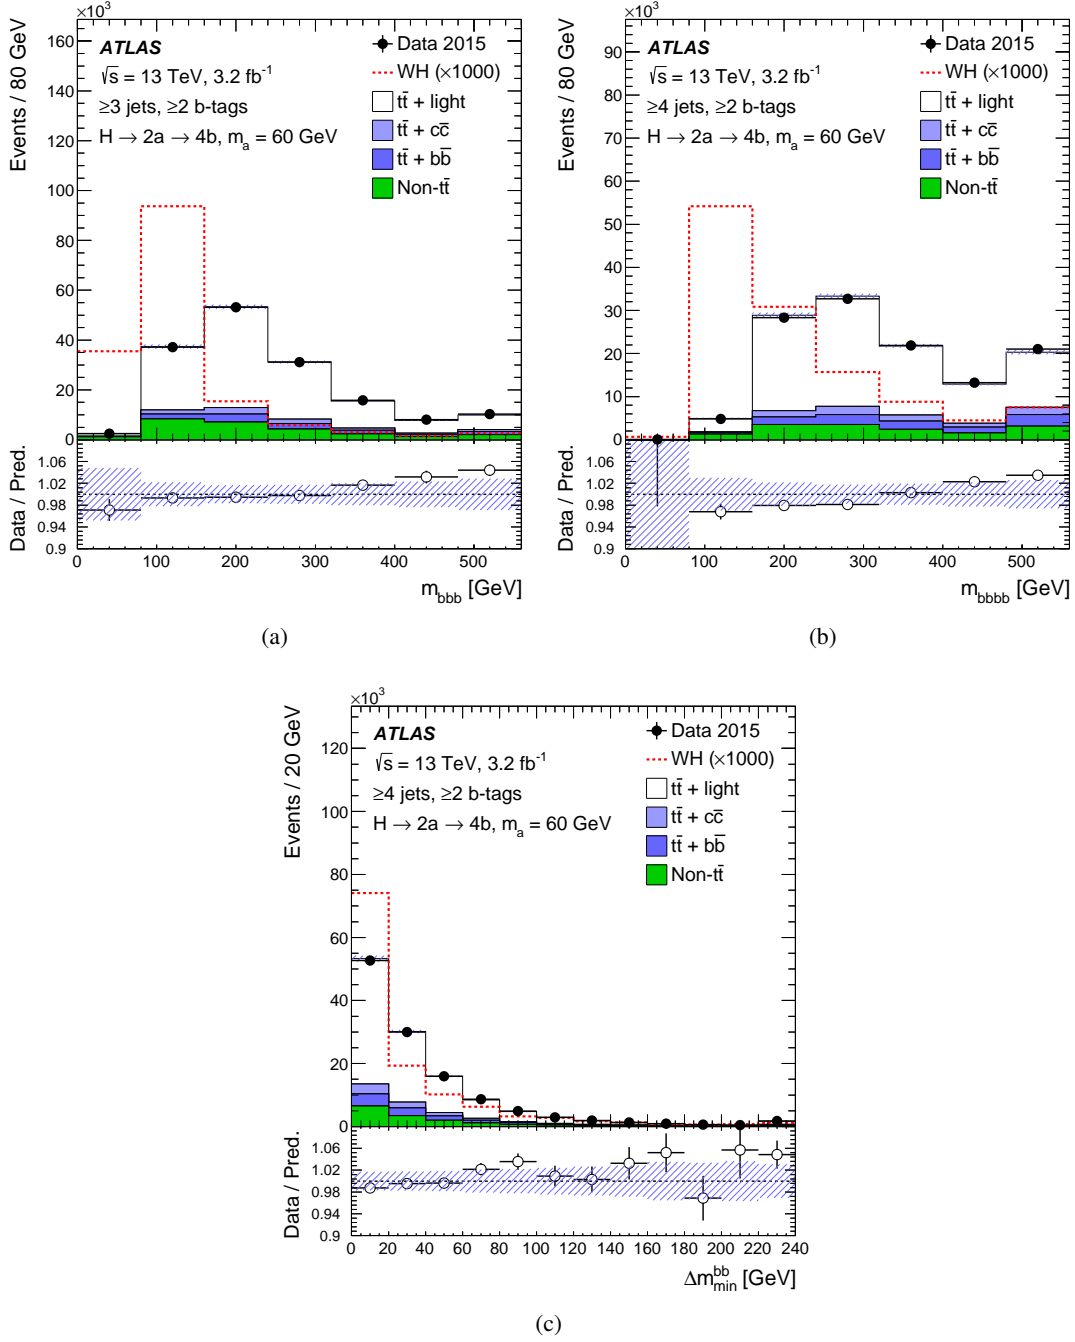 ×10³
Events / 80 GeV
160
140
120
100
80
60
40
20
0
ATLAS
√s = 13 TeV, 3.2 fb⁻¹
≥3 jets, ≥2 b-tags
H → 2a → 4b, mₐ = 60 GeV
Data 2015
WH (×1000)
tt̄ + light
tt̄ + cc̄
tt̄ + bb̄
Non-tt̄
Data / Pred.
1.06
1.02
0.98
0.94
0.9
0 100 200 300 400 500
m_bbb [GeV]
(a)
×10³
Events / 80 GeV
90
80
70
60
50
40
30
20
10
0
ATLAS
√s = 13 TeV, 3.2 fb⁻¹
≥4 jets, ≥2 b-tags
H → 2a → 4b, mₐ = 60 GeV
Data 2015
WH (×1000)
tt̄ + light
tt̄ + cc̄
tt̄ + bb̄
Non-tt̄
Data / Pred.
1.06
1.02
0.98
0.94
0.9
0 100 200 300 400 500
m_bbbb [GeV]
(b)
×10³
Events / 20 GeV
120
100
80
60
40
20
0
ATLAS
√s = 13 TeV, 3.2 fb⁻¹
≥4 jets, ≥2 b-tags
H → 2a → 4b, mₐ = 60 GeV
Data 2015
WH (×1000)
tt̄ + light
tt̄ + cc̄
tt̄ + bb̄
Non-tt̄
Data / Pred.
1.06
1.02
0.98
0.94
0.9
0 20 40 60 80 100 120 140 160 180 200 220 240
Δm_min^bb [GeV]
(c)